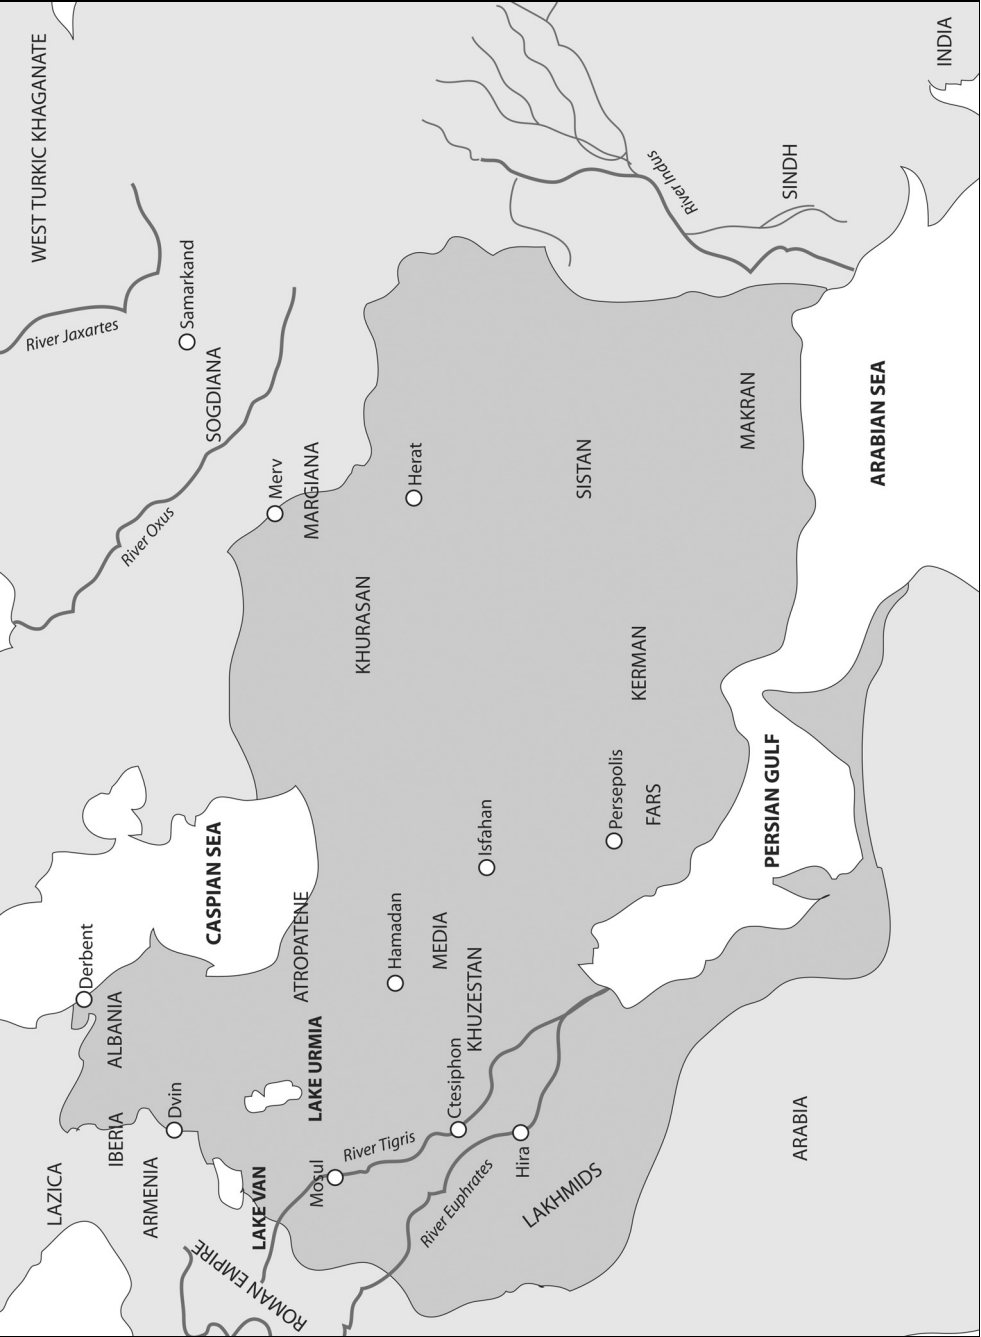 WEST TURKIC KHAGANATE
INDIA
River Jaxartes
Samarkand
SOGDIANA
River Indus
SINDH
River Oxus
Merv
MARGIANA
Herat
SISTAN
MAKRAN
ARABIAN SEA
KHURASAN
KERMAN
CASPIAN SEA
Derbent
ALBANIA
ATROPATENE
Hamadan
MEDIA
KHUZESTAN
Isfahan
Persepolis
FARS
PERSIAN GULF
LAZICA
IBERIA
ARMENIA
Dvin
LAKE URMIA
LAKE VAN
Mosul
River Tigris
Ctesiphon
River Euphrates
Hira
LAKHMIDS
ROMAN EMPIRE
ARABIA